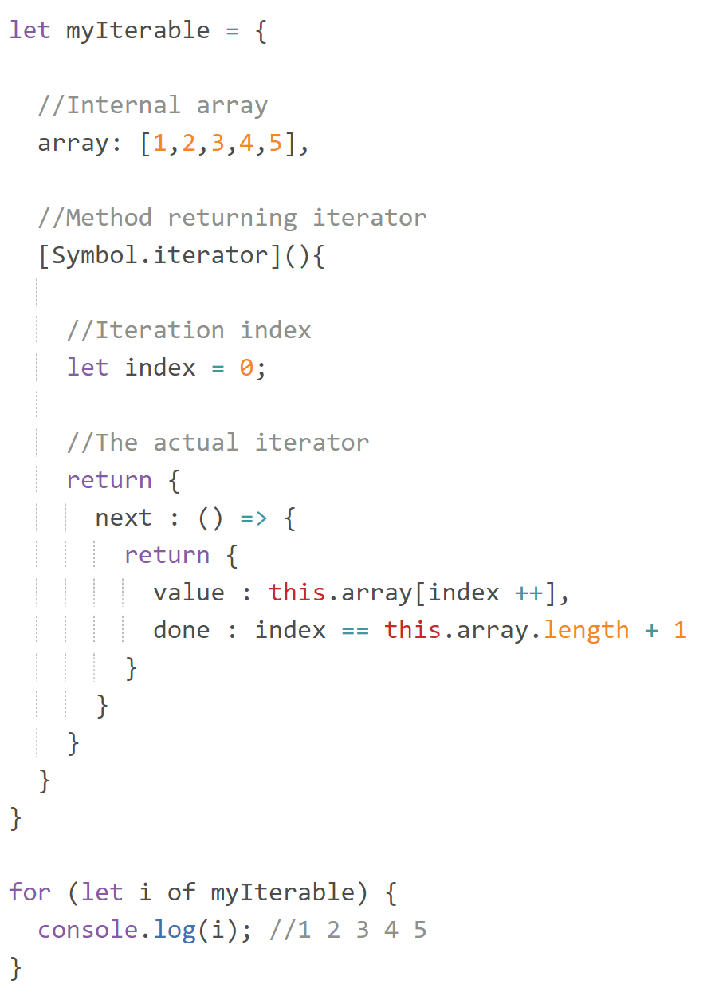 let myIterable = {

  //Internal array
  array: [1,2,3,4,5],

  //Method returning iterator
  [Symbol.iterator](){

    //Iteration index
    let index = 0;

    //The actual iterator
    return {
      next : () => {
        return {
          value : this.array[index ++],
          done : index == this.array.length + 1
        }
      }
    }
  }
}

for (let i of myIterable) {
  console.log(i); //1 2 3 4 5
}